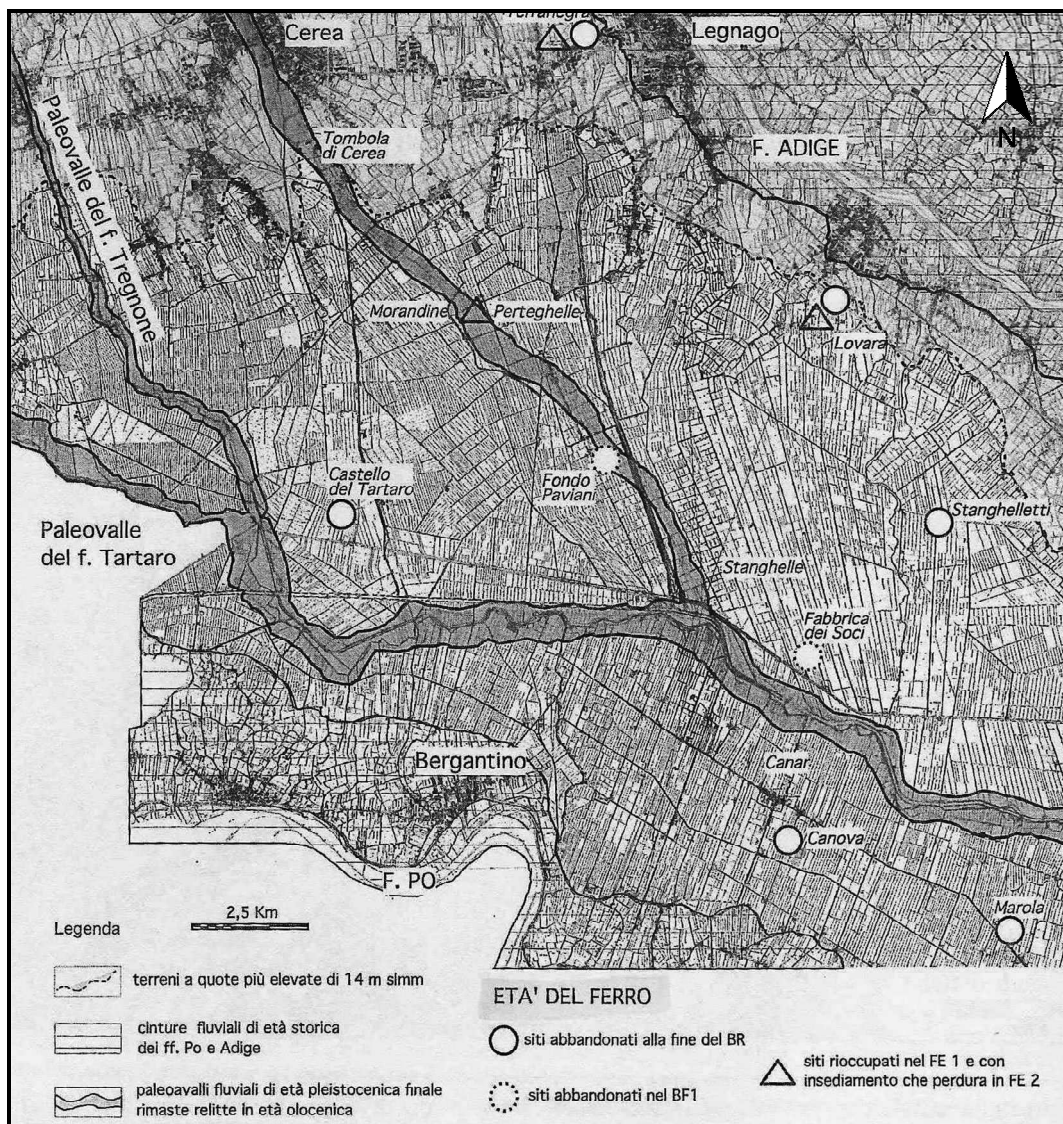 Terranegra
Cerea
Legnago
N
Paleovalle del f. Tregnone
Tombola
di Cerea
F. ADIGE
Morandine
Perteghelle
Lovara
Castello
del Tartaro
Fondo
Paviani
Stanghelletti
Paleovalle
del f. Tartaro
Stanghelle
Fabbrica
dei Soci
Bergantino
Canar
Canova
F. PO
Marola
2,5 Km
Legenda
terreni a quote più elevate di 14 m slmm
cinture fluviali di età storica
dei ff. Po e Adige
paleoavalli fluviali di età pleistocenica finale
rimaste relitte in età olocenica
ETA' DEL FERRO
siti abbandonati alla fine del BR
siti abbandonati nel BF1
siti rioccupati nel FE 1 e con
insediamento che perdura in FE 2